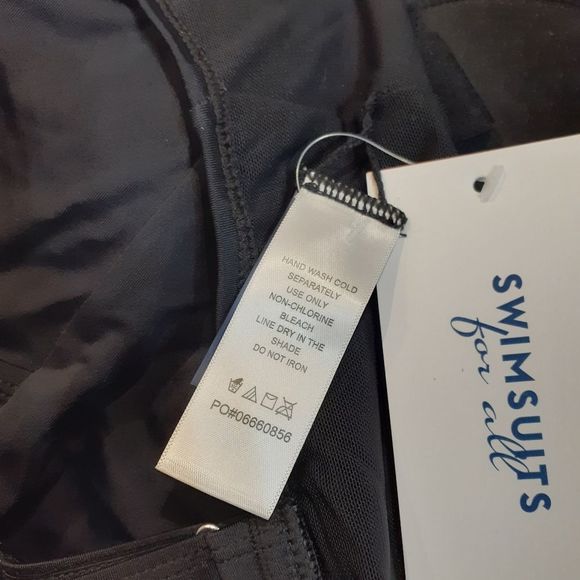 HAND WASH COLD
SEPARATELY
USE ONLY
NON-CHLORINE
BLEACH
LINE DRY IN THE
SHADE
DO NOT IRON
PO#06660856
SWIMSUITS
for all